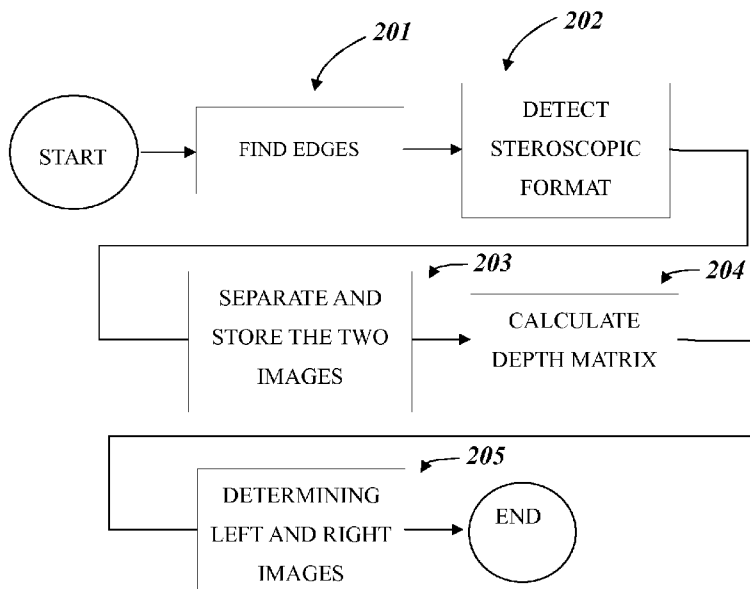 201
202
START
FIND EDGES
DETECT
STEROSCOPIC
FORMAT
203
204
SEPARATE AND
STORE THE TWO
IMAGES
CALCULATE
DEPTH MATRIX
205
DETERMINING
LEFT AND RIGHT
IMAGES
END